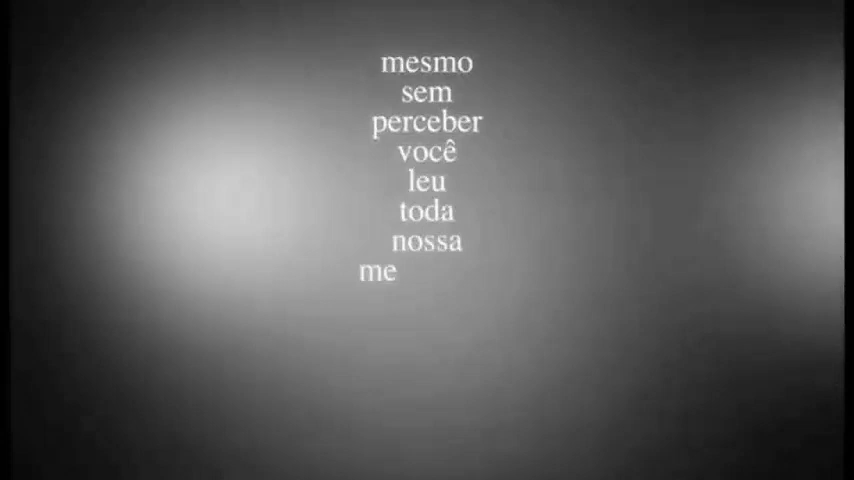 mesmo
sem
perceber
você
leu
toda
nossa
me